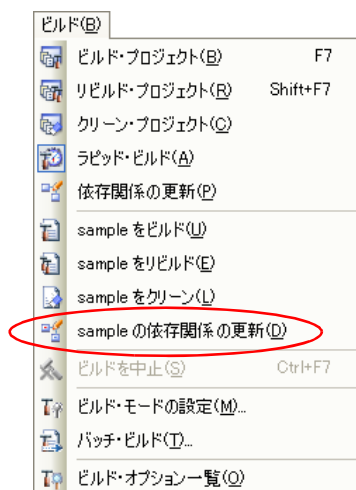 ビルド(B)
ビルド・プロジェクト(B) F7
リビルド・プロジェクト(R) Shift+F7
クリーン・プロジェクト(C)
ラピッド・ビルド(A)
依存関係の更新(P)
sample をビルド(U)
sample をリビルド(E)
sample をクリーン(L)
sample の依存関係の更新(D)
ビルドを中止(S) Ctrl+F7
ビルド・モードの設定(M)...
バッチ・ビルド(T)...
ビルド・オプション一覧(O)